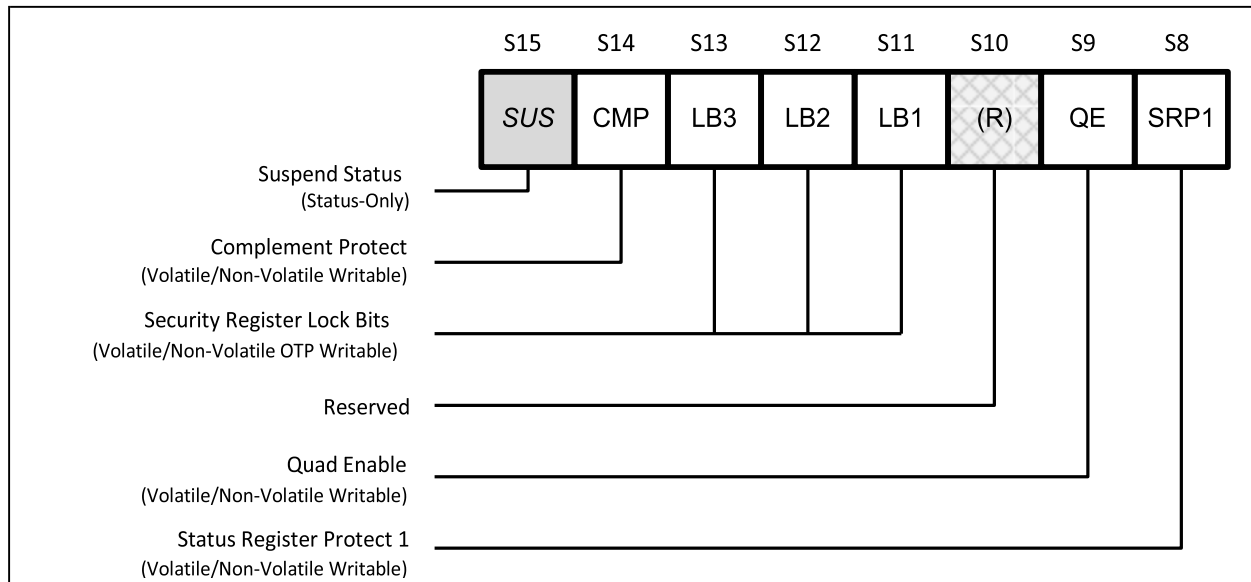 S15 S14 S13 S12 S11 S10 S9 S8
SUS CMP LB3 LB2 LB1 (R) QE SRP1
Suspend Status
(Status-Only)
Complement Protect
(Volatile/Non-Volatile Writable)
Security Register Lock Bits
(Volatile/Non-Volatile OTP Writable)
Reserved
Quad Enable
(Volatile/Non-Volatile Writable)
Status Register Protect 1
(Volatile/Non-Volatile Writable)